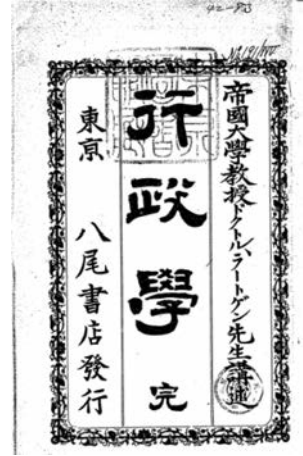 帝國大學教授ドクトル、ラートゲン先生講述
行政學
完
東京
八尾書店發行